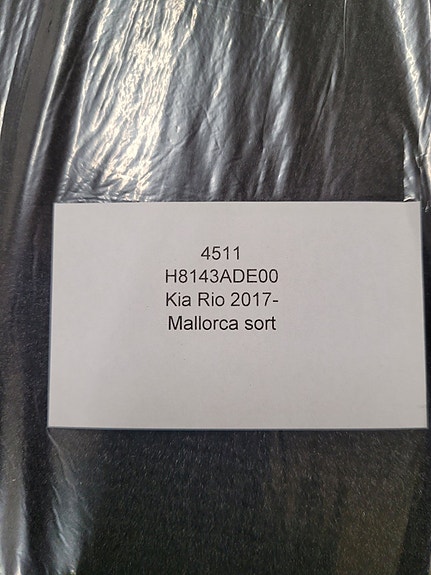 4511
H8143ADE00
Kia Rio 2017-
Mallorca sort